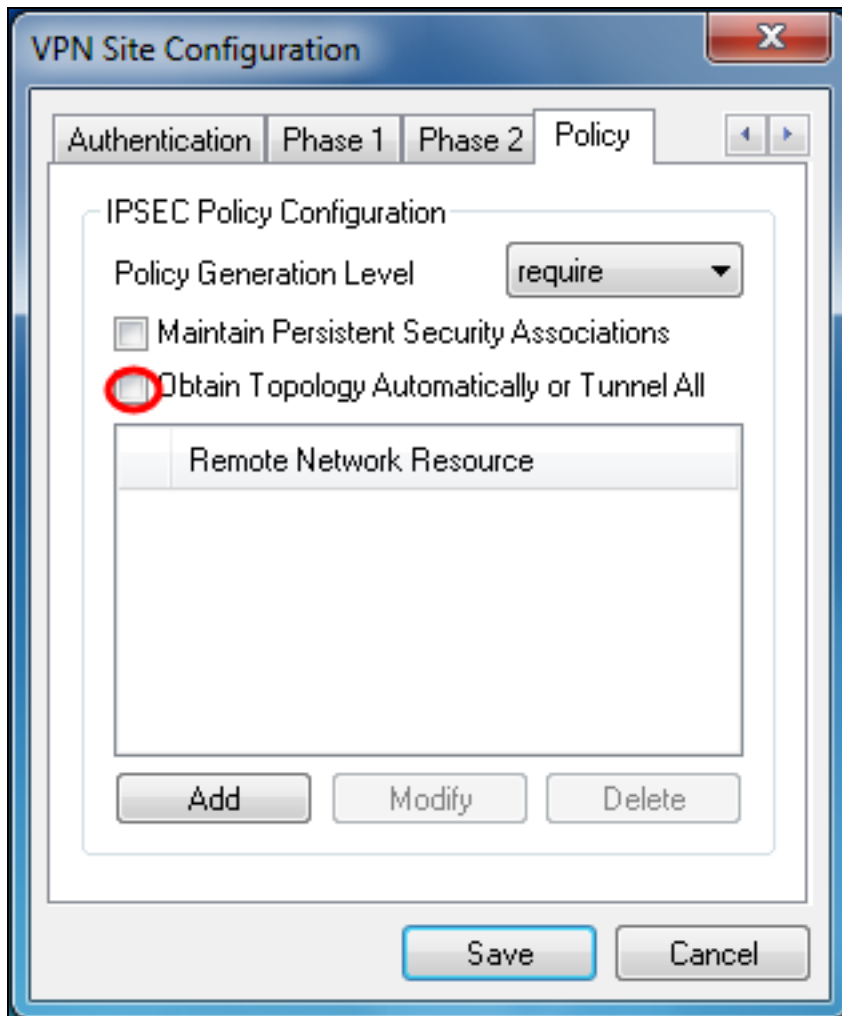 VPN Site Configuration
Authentication Phase 1 Phase 2 Policy
IPSEC Policy Configuration
Policy Generation Level require
Maintain Persistent Security Associations
Obtain Topology Automatically or Tunnel All
Remote Network Resource
Add Modify Delete
Save Cancel